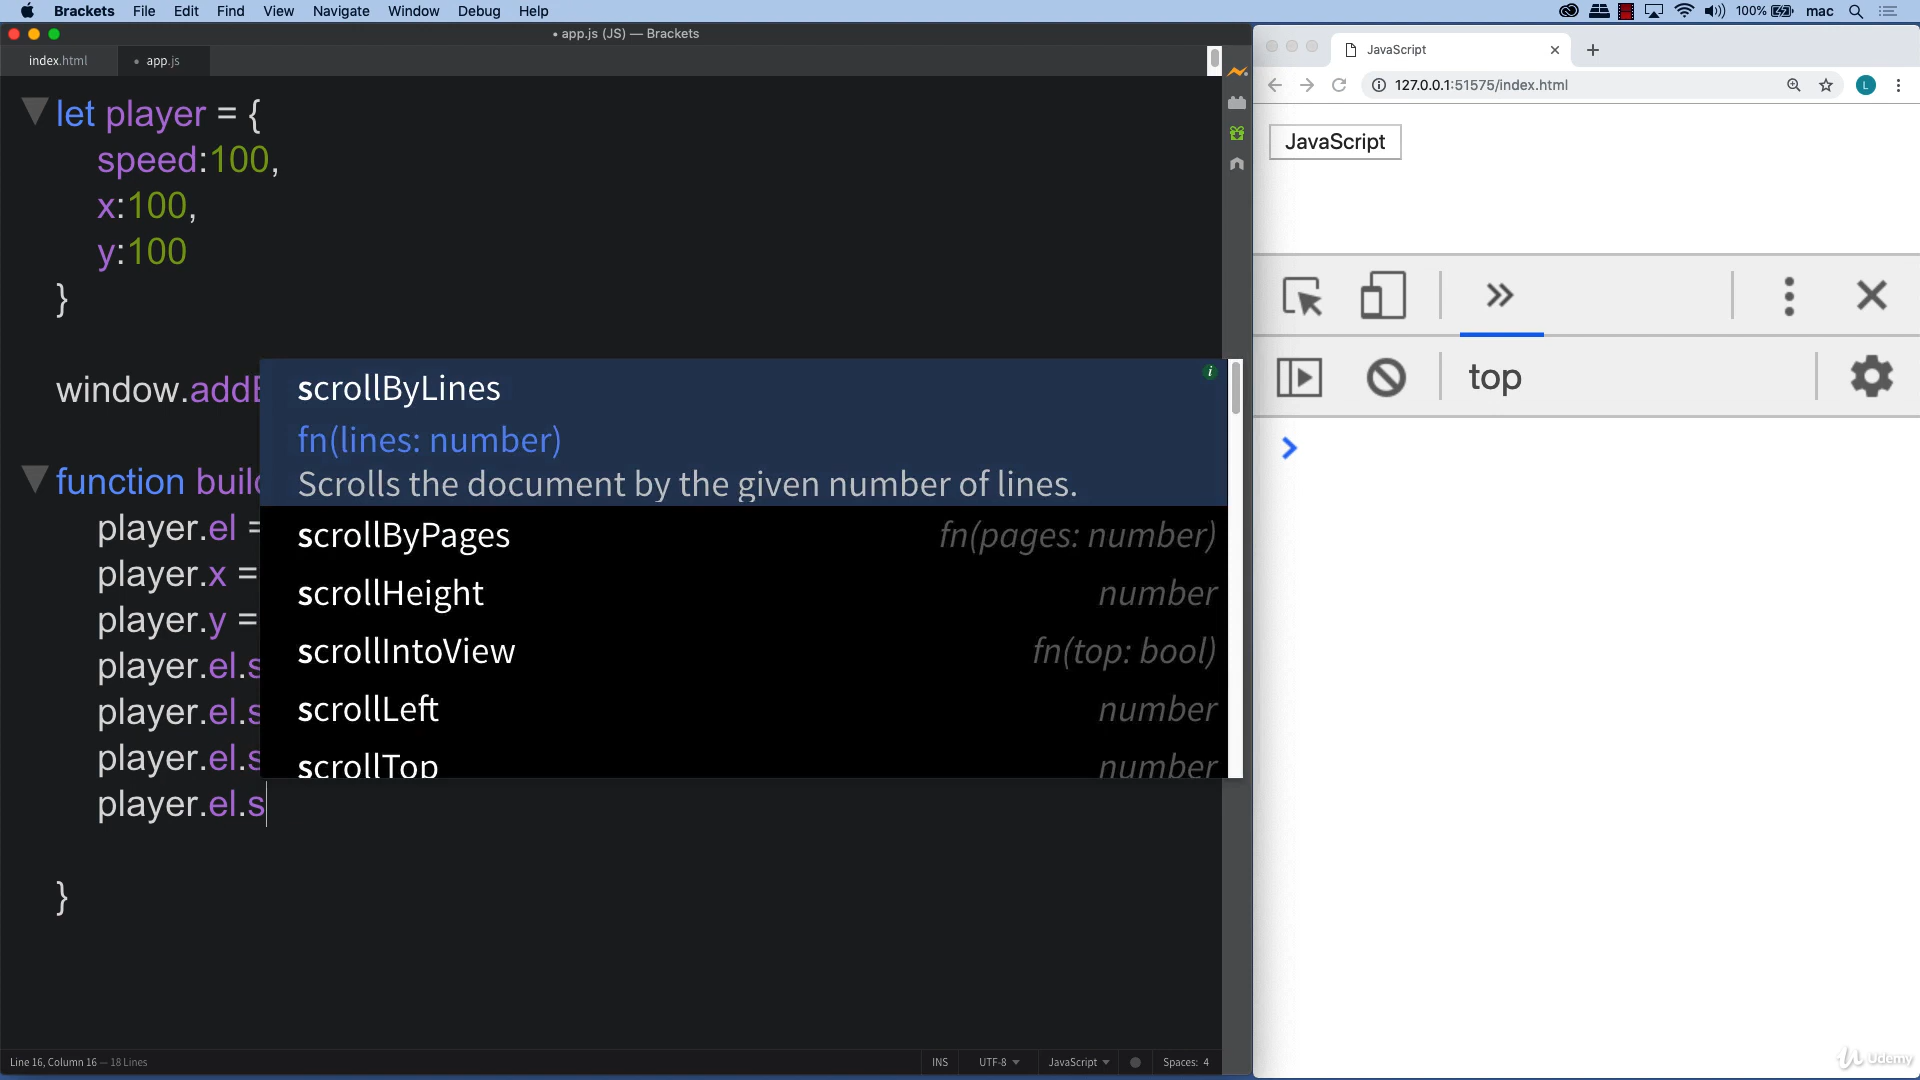 Brackets File Edit Find View Navigate Window Debug Help
100% mac
• app.js (JS) — Brackets
index.html
• app.js
let player = {
speed:100,
x:100,
y:100
}
window.addE
function build
player.el =
player.x =
player.y =
player.el.s
player.el.s
player.el.s
player.el.s
}
scrollByLines
fn(lines: number)
Scrolls the document by the given number of lines.
scrollByPages fn(pages: number)
scrollHeight number
scrollIntoView fn(top: bool)
scrollLeft number
scrollTop number
Line 16, Column 16 — 18 Lines
INS UTF-8 JavaScript Spaces: 4
JavaScript
127.0.0.1:51575/index.html
L
JavaScript
top
Udemy